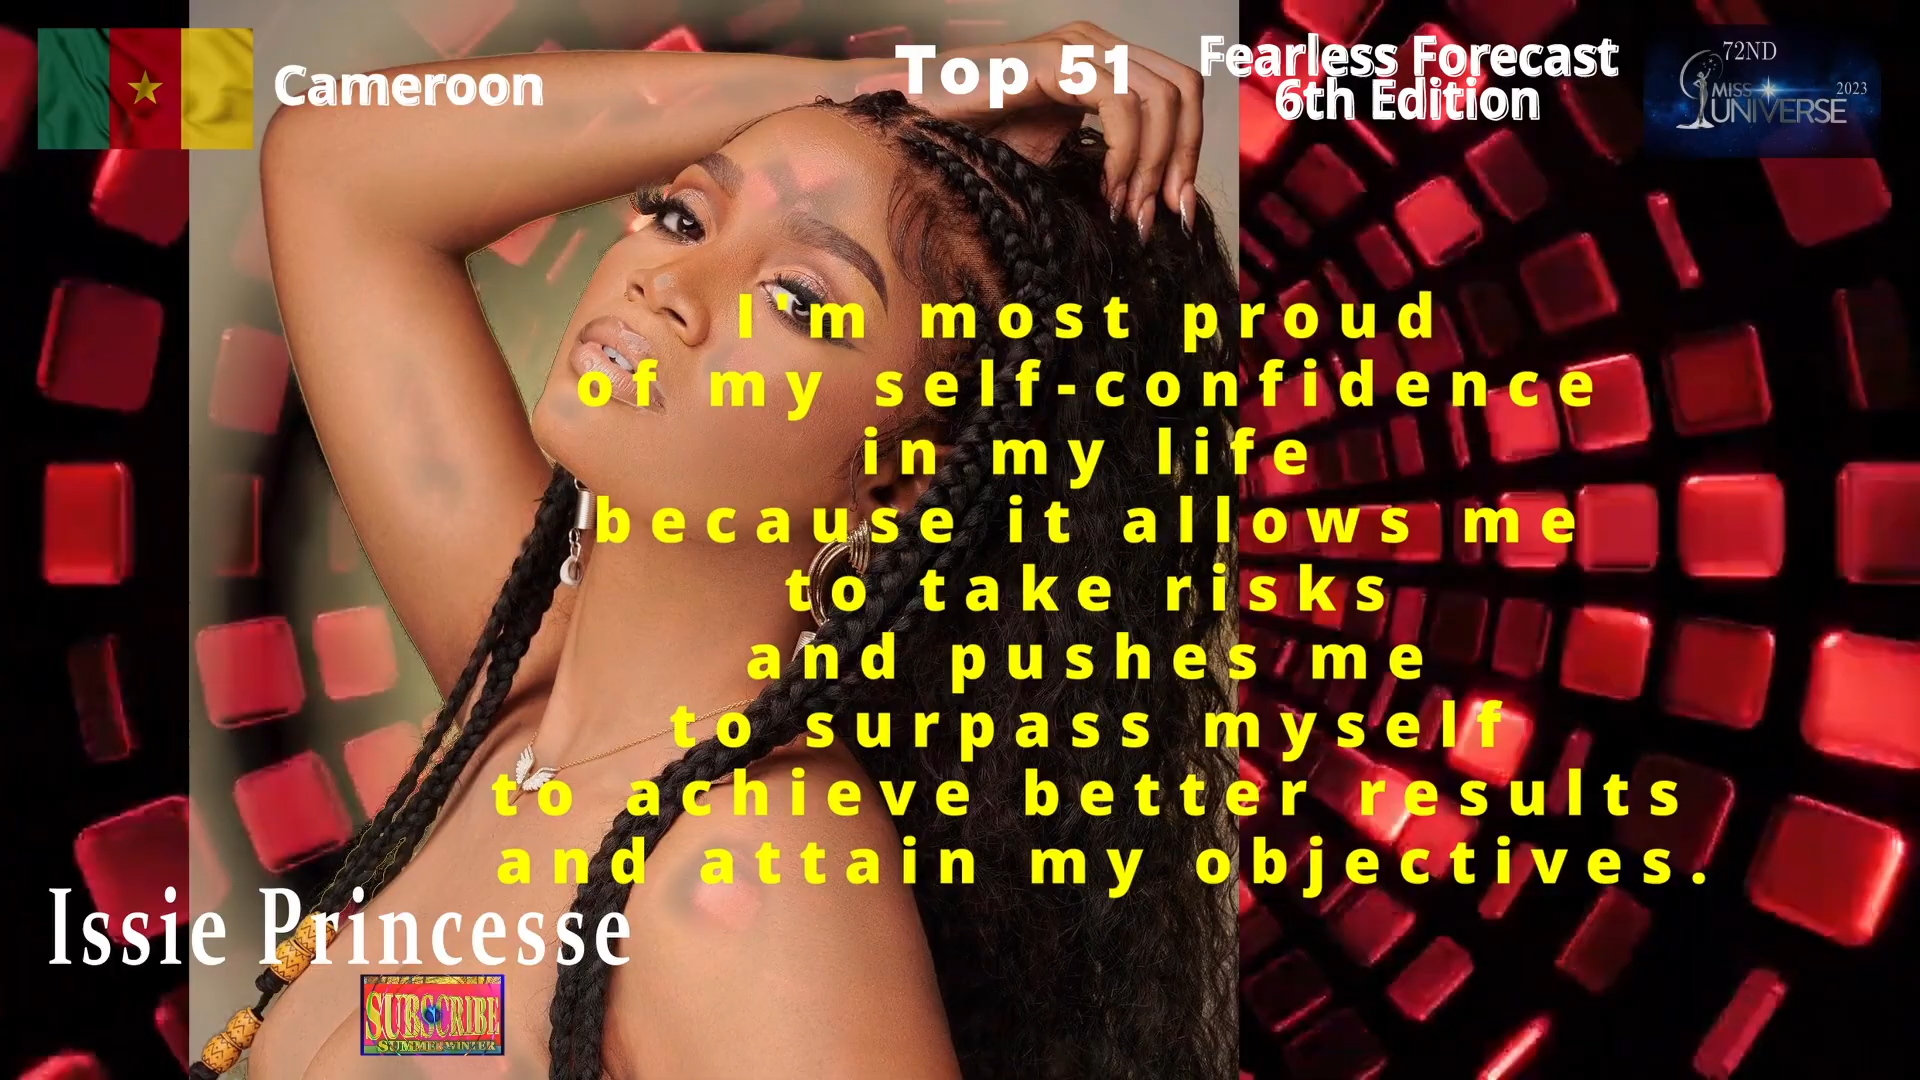 Cameroon
Top 51
Fearless Forecast
6th Edition
72ND
MISS
UNIVERSE
2023
I'm most proud
of my self-confidence
in my life
because it allows me
to take risks
and pushes me
to surpass myself
to achieve better results
and attain my objectives.
Issie Princesse
SUBSCRIBE
SUMMERWINTER